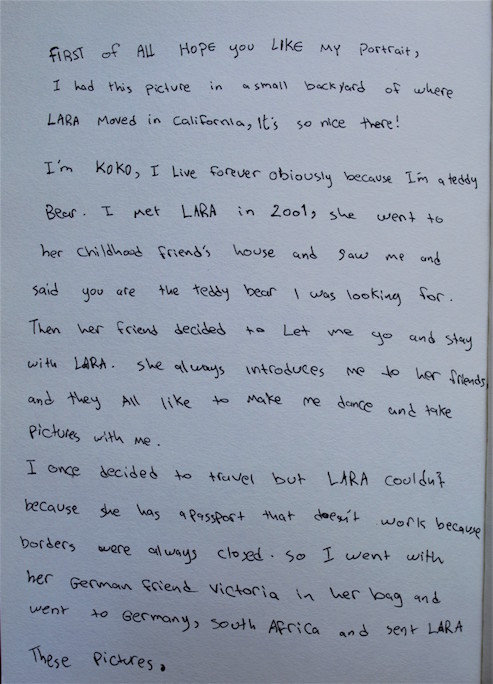 FIRST of ALL HOPE you LIKE My Portrait,
I had this picture in a small backyard of where
LARA Moved in California, It's so nice there!
I'm KOKO, I Live forever obiously because I'm a teddy
Bear. I met LARA in 2001, she went to
her childhood friend's house and saw me and
said you are the teddy bear I was looking for.
Then her friend decided to Let me go and stay
with LARA. she always introduces me to her friends,
and they All like to make me dance and take
pictures with me.
I once decided to travel but LARA couldn't
because she has a passport that doesn't work because
borders were always closed. so I went with
her German friend Victoria in her bag and
went to Germany, south Africa and sent LARA
These pictures.